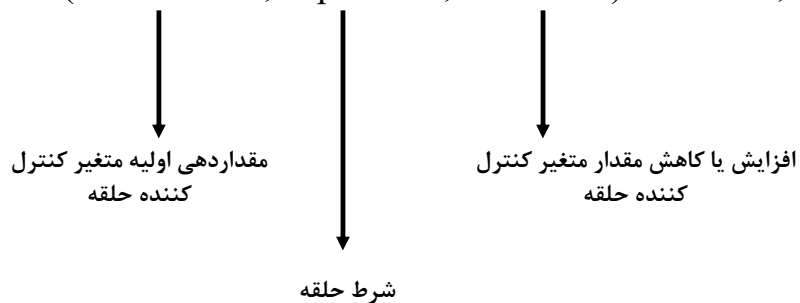 مقداردهی اولیه متغیر کنترل
کننده حلقه
افزایش یا کاهش مقدار متغیر کنترل
کننده حلقه
شرط حلقه